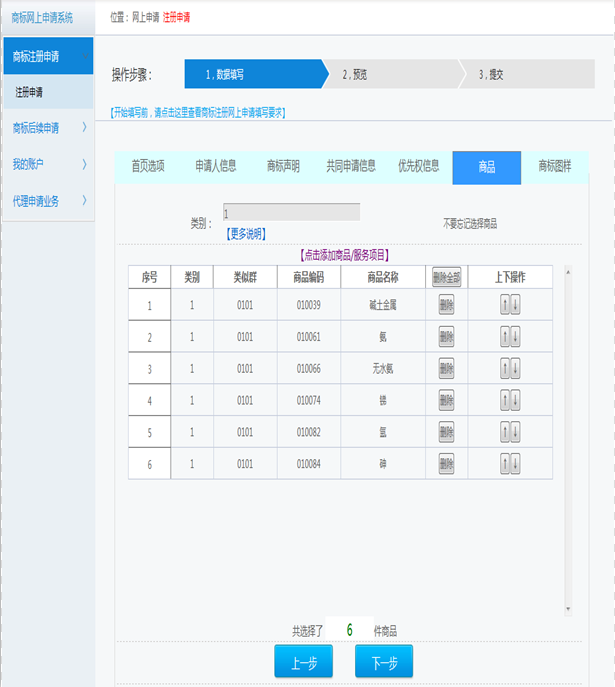 商标网上申请系统
位置：网上申请 注册申请
商标注册申请
注册申请
商标后续申请
我的账户
代理申请业务
操作步骤：
1，数据填写
2，预览
3，提交
【开始填写前，请点击这里查看商标注册网上申请填写要求】
首页选项 申请人信息 商标声明 共同申请信息 优先权信息 商品 商标图样
类别： 1
不要忘记选择商品
【更多说明】
【点击添加商品/服务项目】
序号 类别 类似群 商品编码 商品名称 删除全部 上下操作
1 1 0101 010039 碱土金属 删除 ↑ ↓
2 1 0101 010061 氨 删除 ↑ ↓
3 1 0101 010066 无水氨 删除 ↑ ↓
4 1 0101 010074 锑 删除 ↑ ↓
5 1 0101 010082 氩 删除 ↑ ↓
6 1 0101 010084 砷 删除 ↑ ↓
共选择了 6 件商品
上一步 下一步